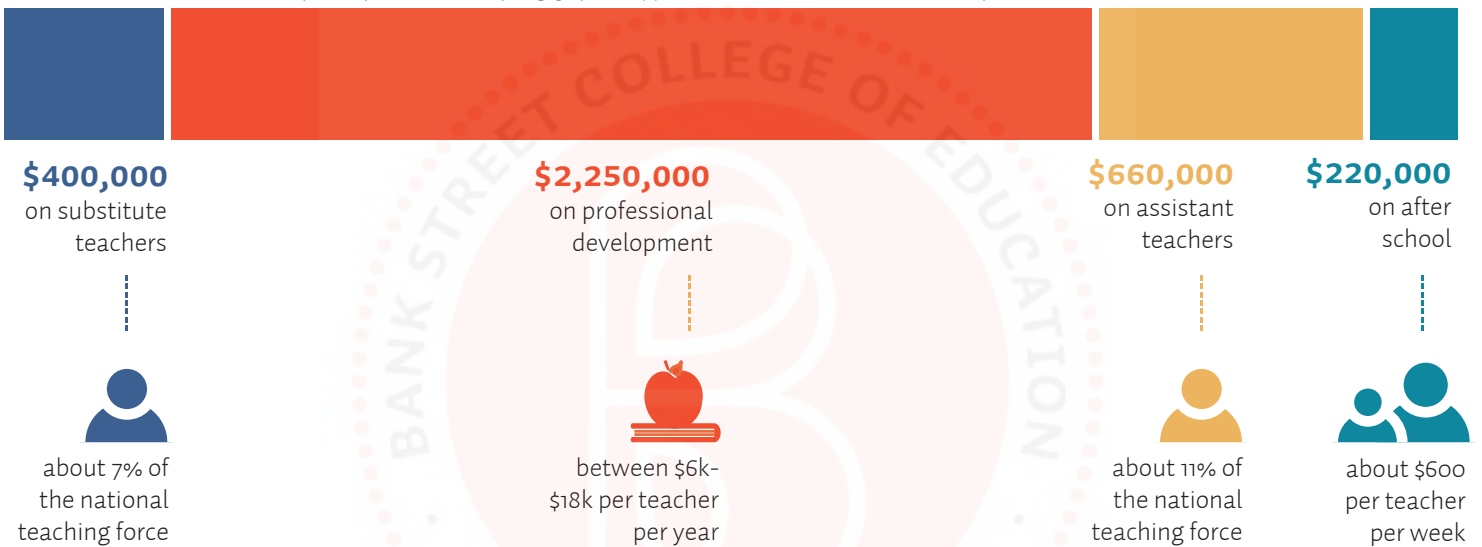 $400,000
on substitute
teachers
$2,250,000
on professional
development
$660,000
on assistant
teachers
$220,000
on after
school
about 7% of
the national
teaching force
between $6k-
$18k per teacher
per year
about 11% of
the national
teaching force
about $600
per teacher
per week
BANK STREET COLLEGE OF EDUCATION